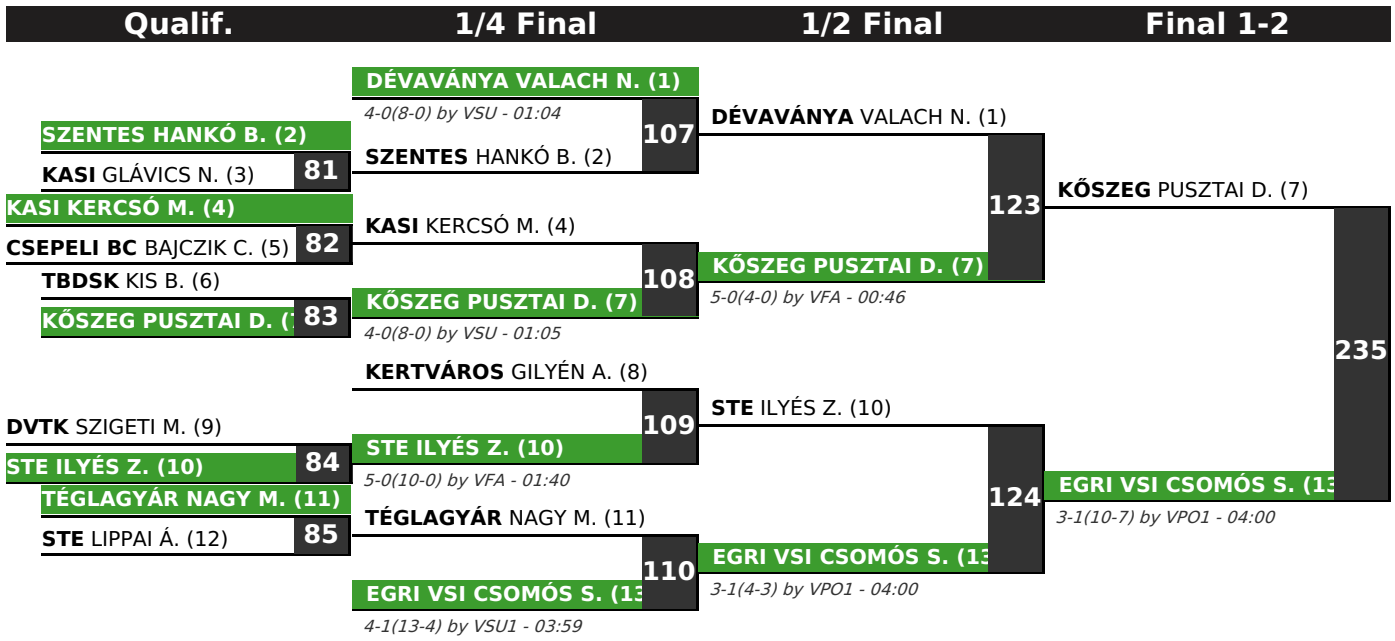 Qualif. 1/4 Final 1/2 Final Final 1-2
SZENTES HANKÓ B. (2)
KASI GLÁVICS N. (3)
81
KASI KERCSÓ M. (4)
CSEPELI BC BAJCZIK C. (5)
82
TBDSK KIS B. (6)
KŐSZEG PUSZTAI D. (7
83
DVTK SZIGETI M. (9)
STE ILYÉS Z. (10)
84
TÉGLAGYÁR NAGY M. (11)
STE LIPPAI Á. (12)
85
DÉVAVÁNYA VALACH N. (1)
4-0(8-0) by VSU - 01:04
SZENTES HANKÓ B. (2)
107
KASI KERCSÓ M. (4)
KŐSZEG PUSZTAI D. (7)
4-0(8-0) by VSU - 01:05
108
KERTVÁROS GILYÉN A. (8)
STE ILYÉS Z. (10)
5-0(10-0) by VFA - 01:40
109
TÉGLAGYÁR NAGY M. (11)
EGRI VSI CSOMÓS S. (13
4-1(13-4) by VSU1 - 03:59
110
DÉVAVÁNYA VALACH N. (1)
KŐSZEG PUSZTAI D. (7)
5-0(4-0) by VFA - 00:46
123
STE ILYÉS Z. (10)
EGRI VSI CSOMÓS S. (13
3-1(4-3) by VPO1 - 04:00
124
KŐSZEG PUSZTAI D. (7)
EGRI VSI CSOMÓS S. (13
3-1(10-7) by VPO1 - 04:00
235